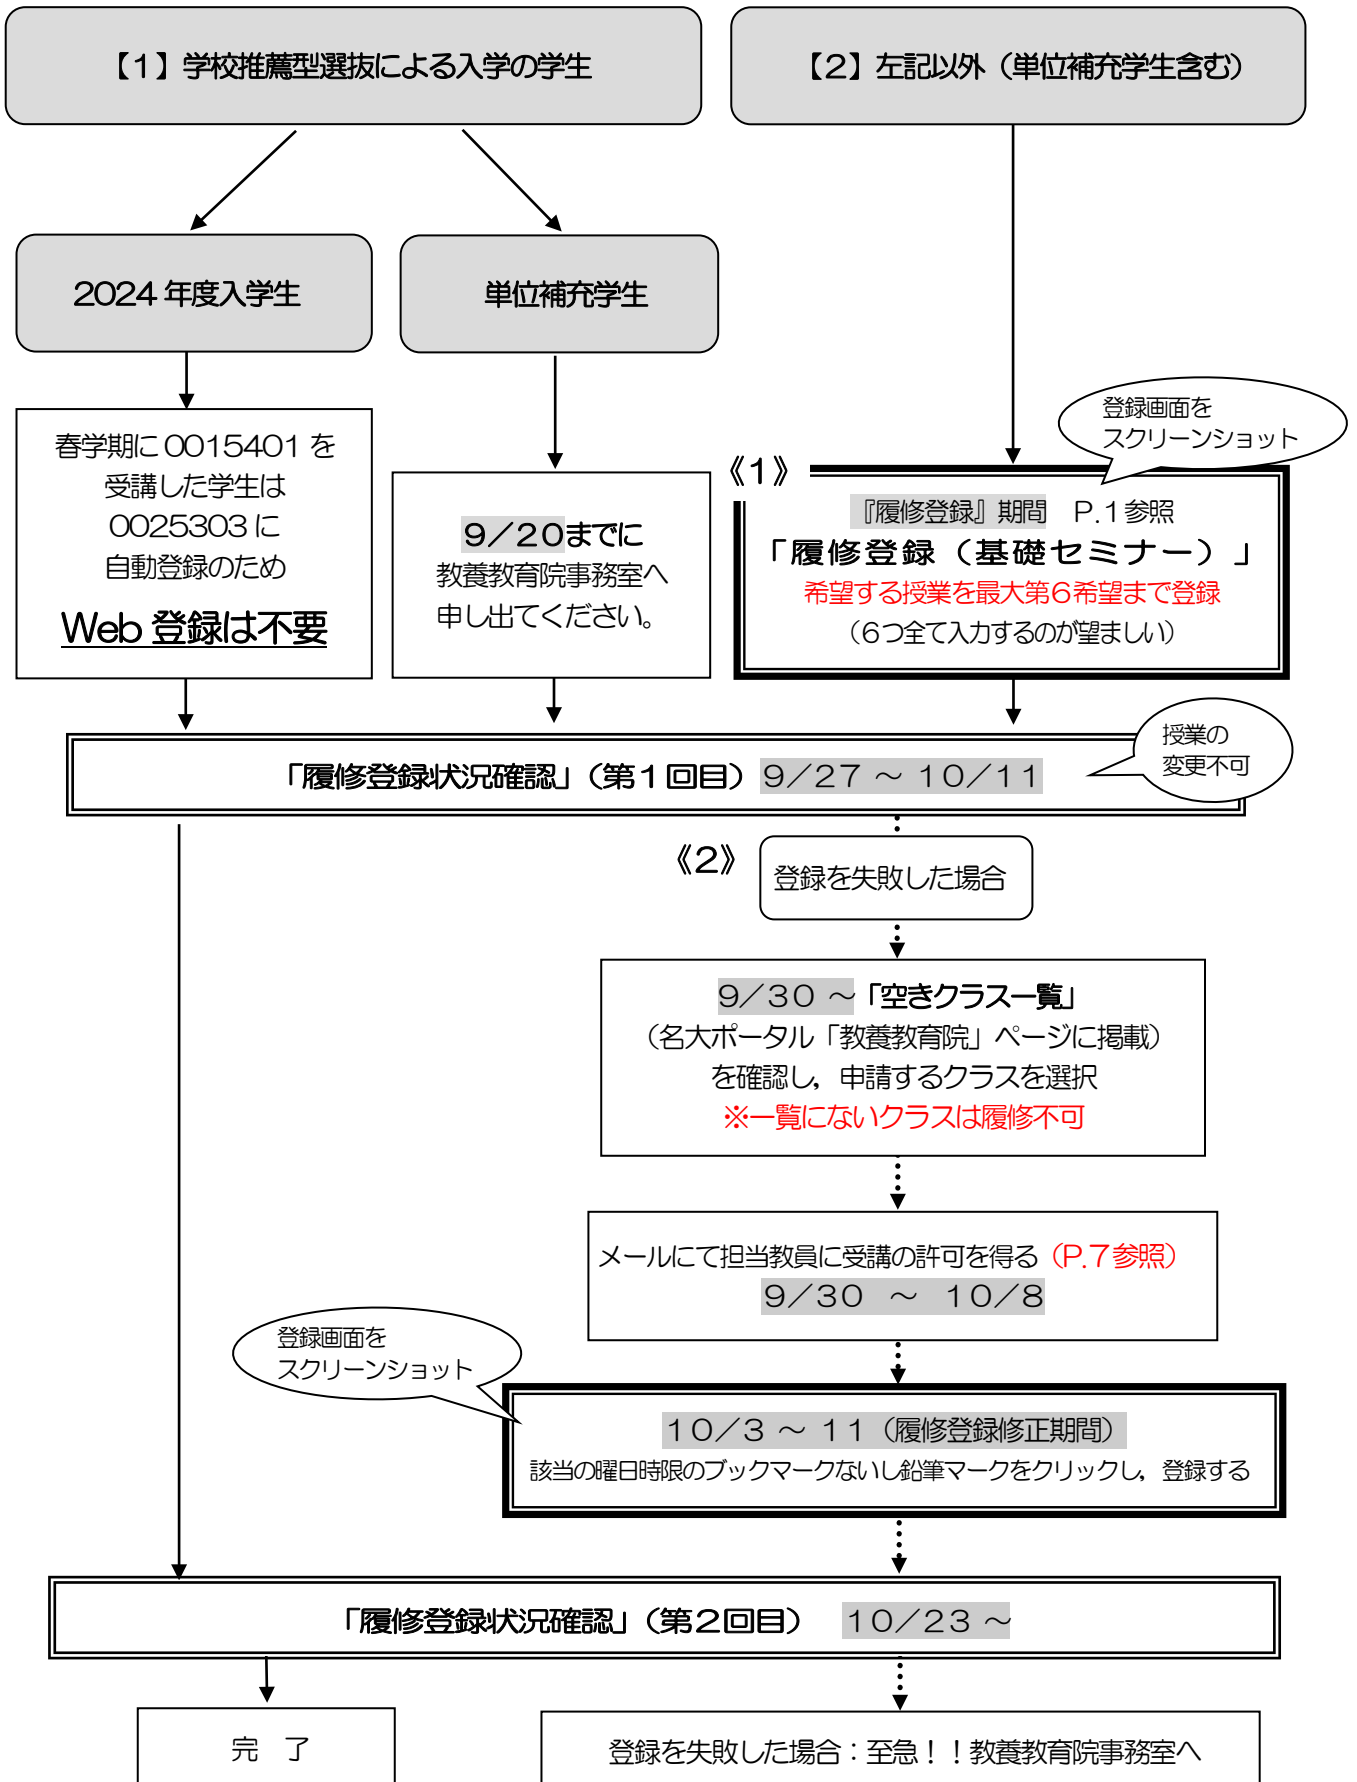 【1】学校推薦型選抜による入学の学生
【2】左記以外（単位補充学生含む）
2024 年度入学生
単位補充学生
春学期に 0015401 を
受講した学生は
0025303 に
自動登録のため
Web 登録は不要
9／20までに
教養教育院事務室へ
申し出てください。
登録画面を
スクリーンショット
《1》
『履修登録』期間　P.1 参照
「履修登録（基礎セミナー）」
希望する授業を最大第6希望まで登録
（6つ全て入力するのが望ましい）
授業の
変更不可
「履修登録状況確認」（第1回目）9／27 ～ 10／11
《2》
登録を失敗した場合
9／30 ～「空きクラス一覧」
（名大ポータル「教養教育院」ページに掲載）
を確認し，申請するクラスを選択
※一覧にないクラスは履修不可
メールにて担当教員に受講の許可を得る（P.7参照）
9／30 ～ 10／8
登録画面を
スクリーンショット
10／3 ～ 11（履修登録修正期間）
該当の曜日時限のブックマークないし鉛筆マークをクリックし，登録する
「履修登録状況確認」（第2回目）　10／23 ～
完　了
登録を失敗した場合：至急！！教養教育院事務室へ